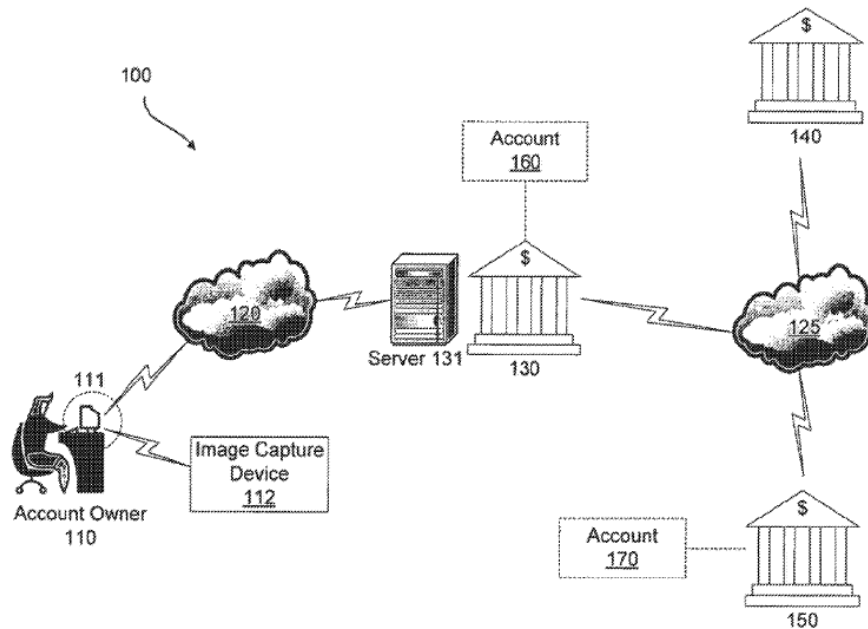 $
140
100
Account
160
$
120
Server 131
130
125
111
Image Capture
Device
112
Account Owner
110
$
Account
170
150